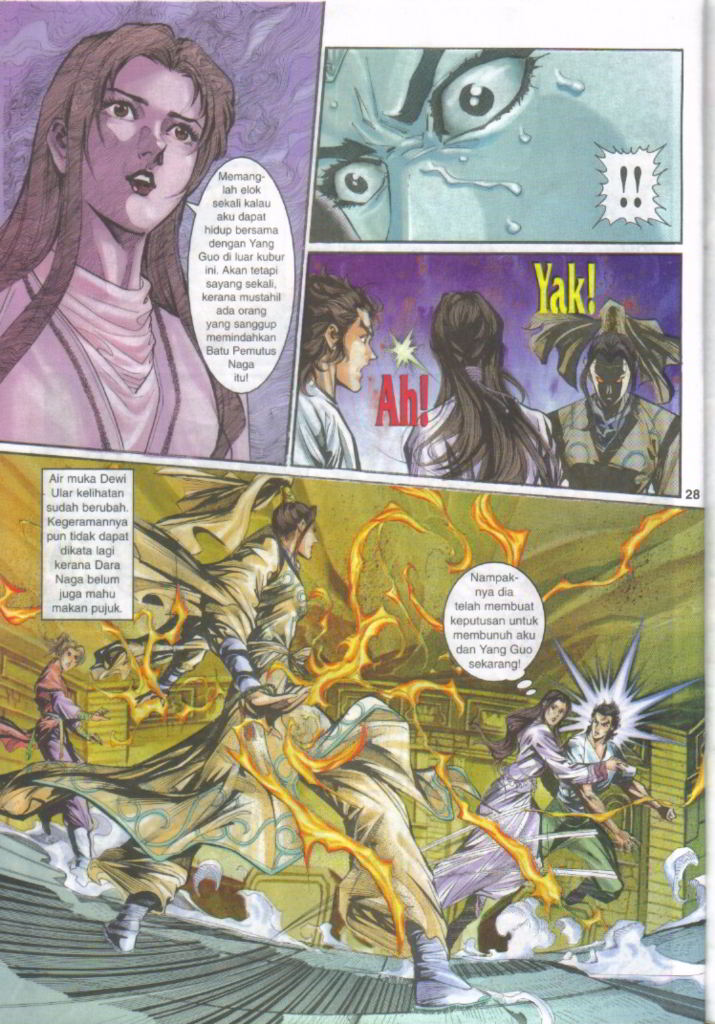 Memang-
lah elok
sekali kalau
aku dapat
hidup bersama
dengan Yang
Guo di luar kubur
ini. Akan tetapi
sayang sekali,
kerana mustahil
ada orang
yang sanggup
memindahkan
Batu Pemutus
Naga
itu!
!!
Yak!
Ah!
28
Air muka Dewi
Ular kelihatan
sudah berubah.
Kegeramannya
pun tidak dapat
dikata lagi
kerana Dara
Naga belum
juga mahu
makan pujuk.
Nampak-
nya dia
telah membuat
keputusan untuk
membunuh aku
dan Yang Guo
sekarang!